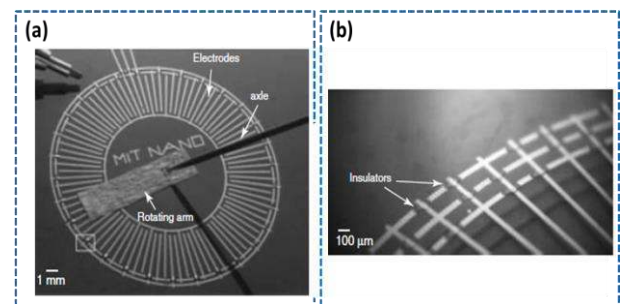 (a)
Electrodes
axle
MIT NANO
Rotating arm
1 mm
(b)
Insulators
100 µm